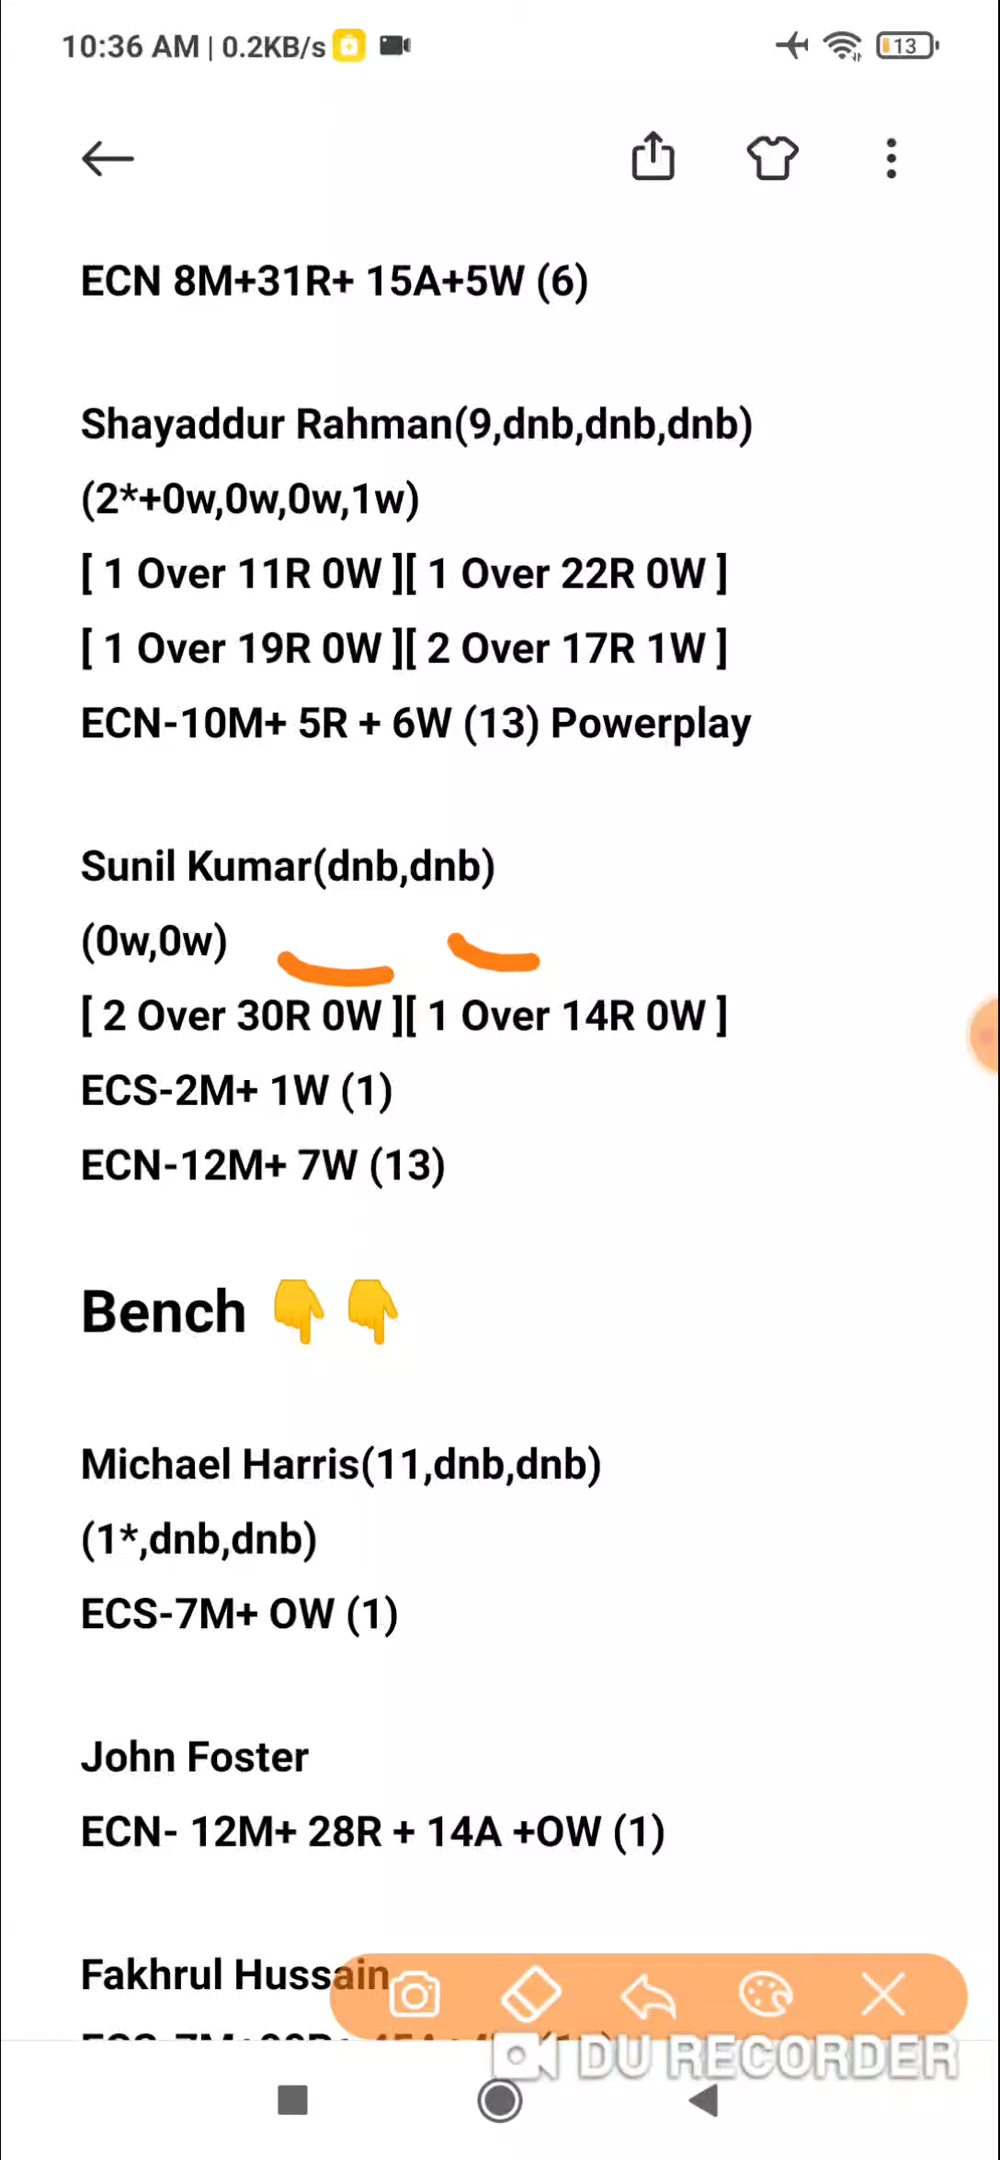 10:36 AM | 0.2KB/s 13
ECN 8M+31R+ 15A+5W (6)
Shayaddur Rahman(9,dnb,dnb,dnb)
(2*+0w,0w,0w,1w)
[ 1 Over 11R 0W ][ 1 Over 22R 0W ]
[ 1 Over 19R 0W ][ 2 Over 17R 1W ]
ECN-10M+ 5R + 6W (13) Powerplay
Sunil Kumar(dnb,dnb)
(0w,0w)
[ 2 Over 30R 0W ][ 1 Over 14R 0W ]
ECS-2M+ 1W (1)
ECN-12M+ 7W (13)
Bench 👇👇
Michael Harris(11,dnb,dnb)
(1*,dnb,dnb)
ECS-7M+ OW (1)
John Foster
ECN- 12M+ 28R + 14A +OW (1)
Fakhrul Hussain
DU RECORDER